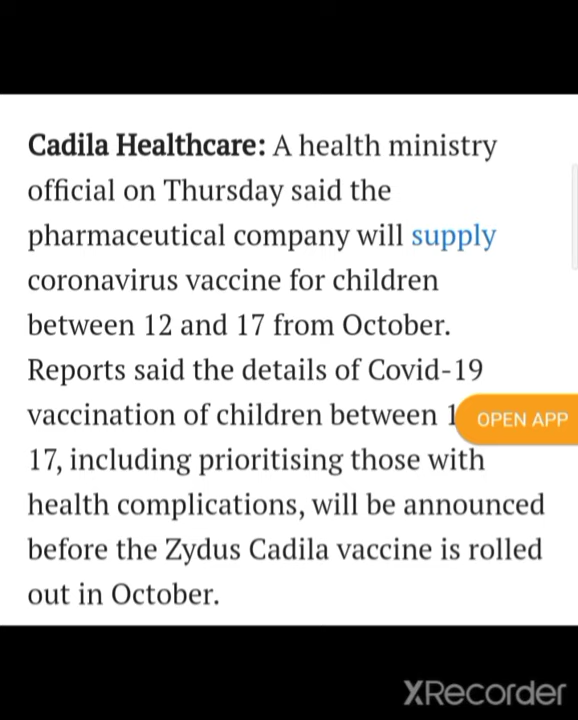 Cadila Healthcare: A health ministry
official on Thursday said the
pharmaceutical company will supply
coronavirus vaccine for children
between 12 and 17 from October.
Reports said the details of Covid-19
vaccination of children between
OPEN APP
17, including prioritising those with
health complications, will be announced
before the Zydus Cadila vaccine is rolled
out in October.
XRecorder